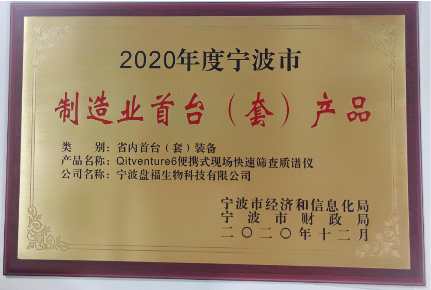 2020年度宁波市
制造业首台（套）产品
类 别：省内首台（套）装备
产品名称：Qitventure6便携式现场快速筛查质谱仪
公司名称：宁波盘福生物科技有限公司
宁波市经济和信息化局
宁波市财政局
二〇二〇年十二月